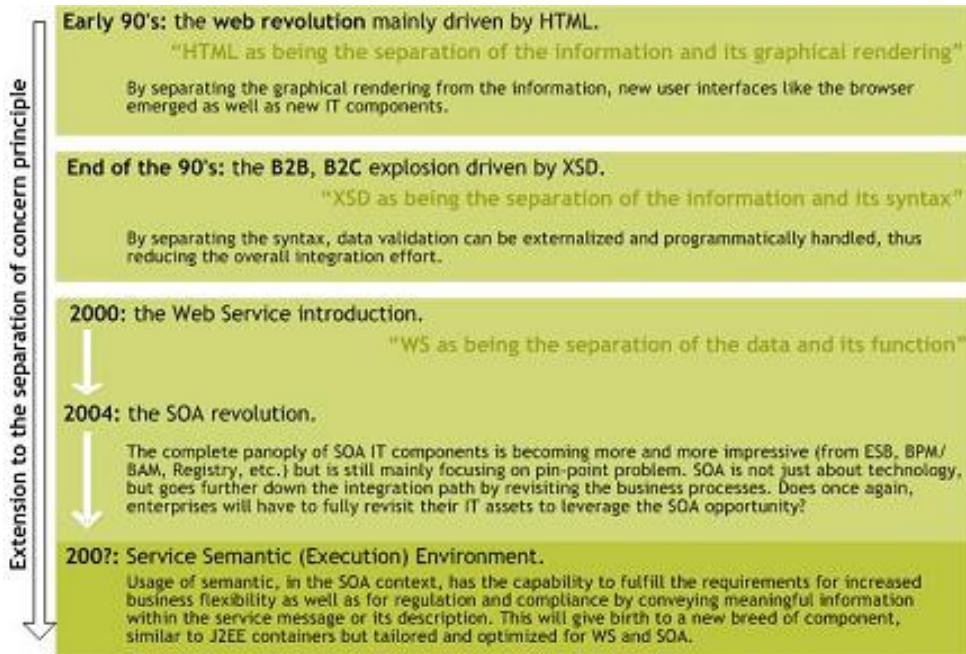 Extension to the separation of concern principle
Early 90's: the web revolution mainly driven by HTML.
“HTML as being the separation of the information and its graphical rendering”
By separating the graphical rendering from the information, new user interfaces like the browser
emerged as well as new IT components.
End of the 90's: the B2B, B2C explosion driven by XSD.
“XSD as being the separation of the information and its syntax”
By separating the syntax, data validation can be externalized and programmatically handled, thus
reducing the overall integration effort.
2000: the Web Service introduction.
“WS as being the separation of the data and its function”
2004: the SOA revolution.
The complete panoply of SOA IT components is becoming more and more impressive (from ESB, BPM/
BAM, Registry, etc.) but is still mainly focusing on pin-point problem. SOA is not just about technology,
but goes further down the integration path by revisiting the business processes. Does once again,
enterprises will have to fully revisit their IT assets to leverage the SOA opportunity?
200?: Service Semantic (Execution) Environment.
Usage of semantic, in the SOA context, has the capability to fulfill the requirements for increased
business flexibility as well as for regulation and compliance by conveying meaningful information
within the service message or its description. This will give birth to a new breed of component,
similar to J2EE containers but tailored and optimized for WS and SOA.